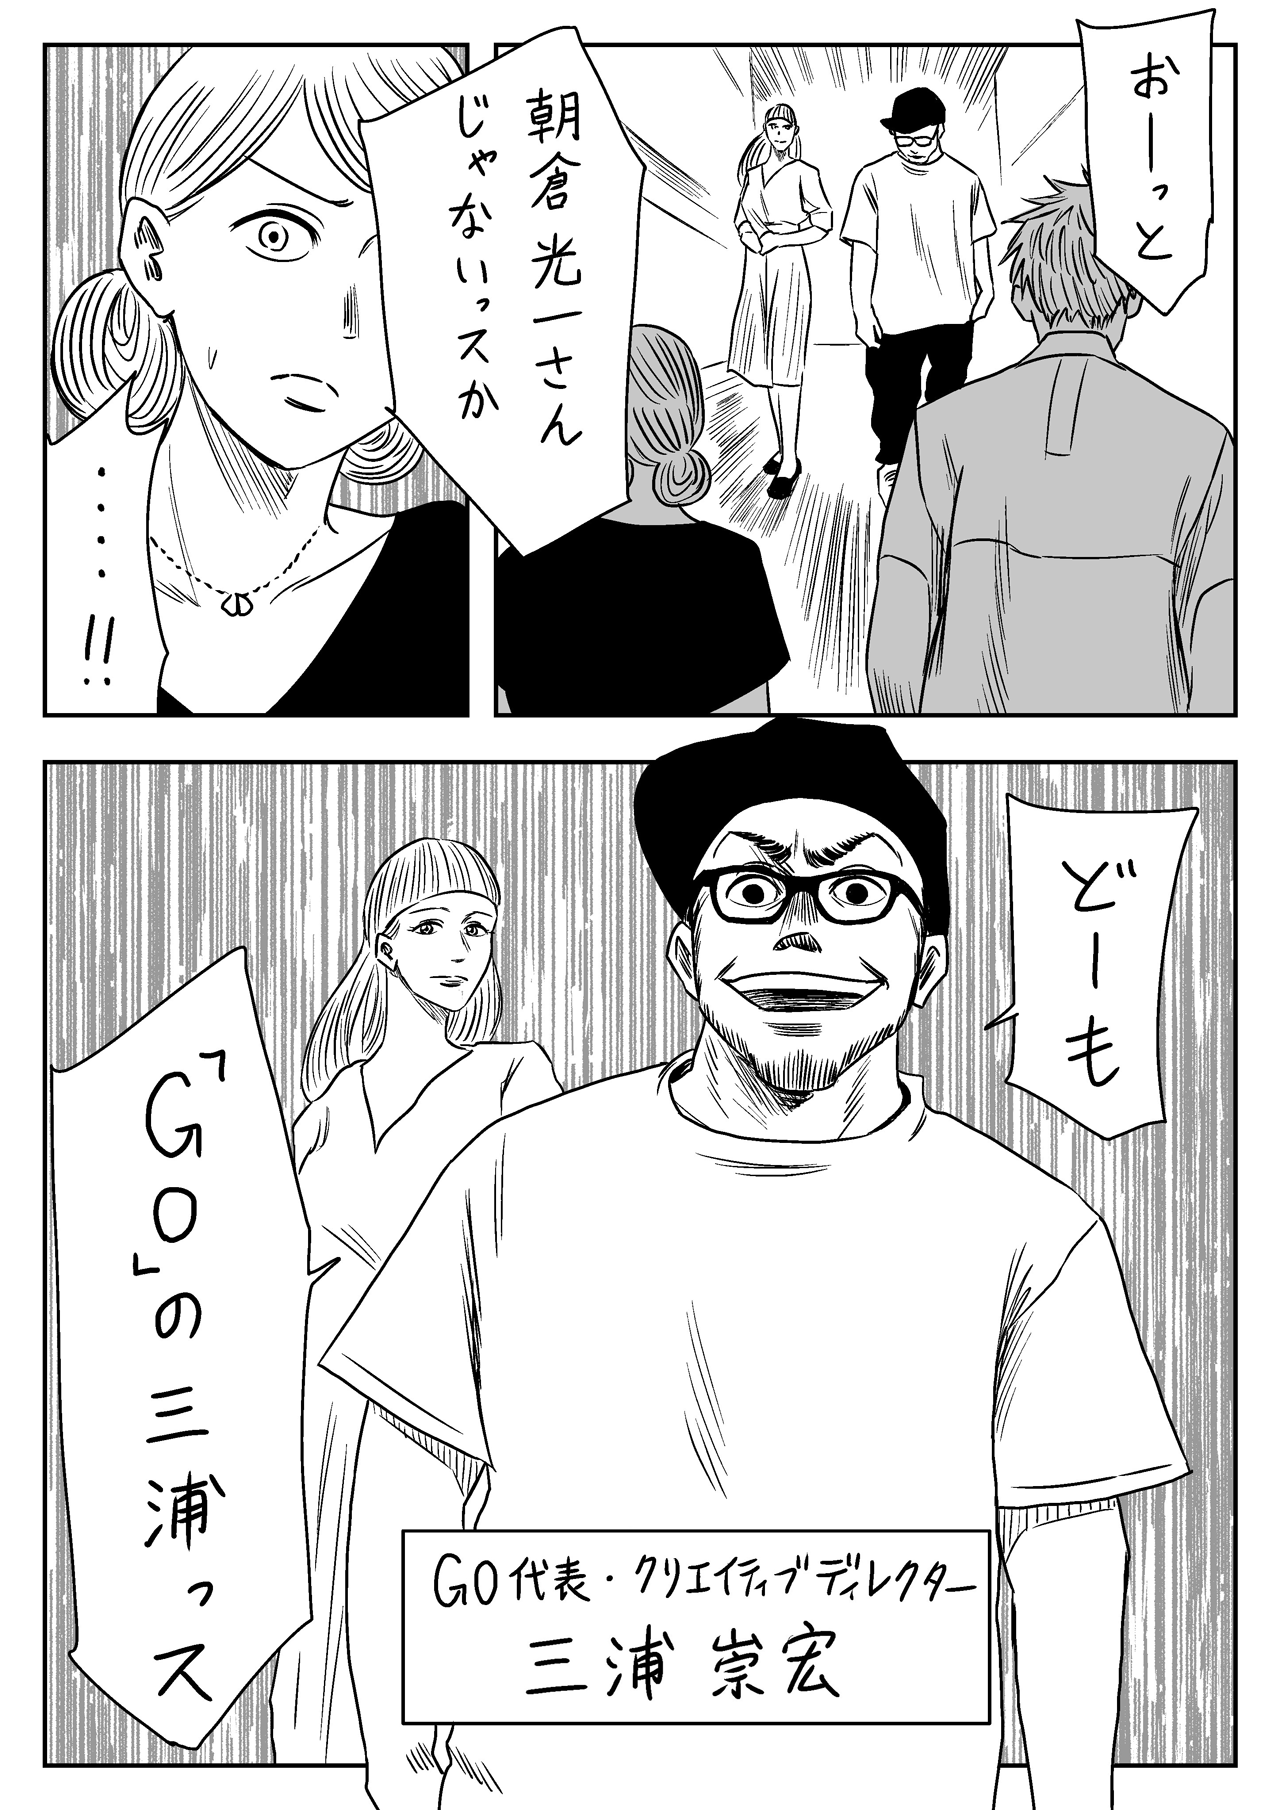 おーっと
朝倉光一さん
じゃないっスか
‥‥!!
どーも
「GO」の三浦っス
GO代表・クリエイティブディレクター
三浦 崇宏